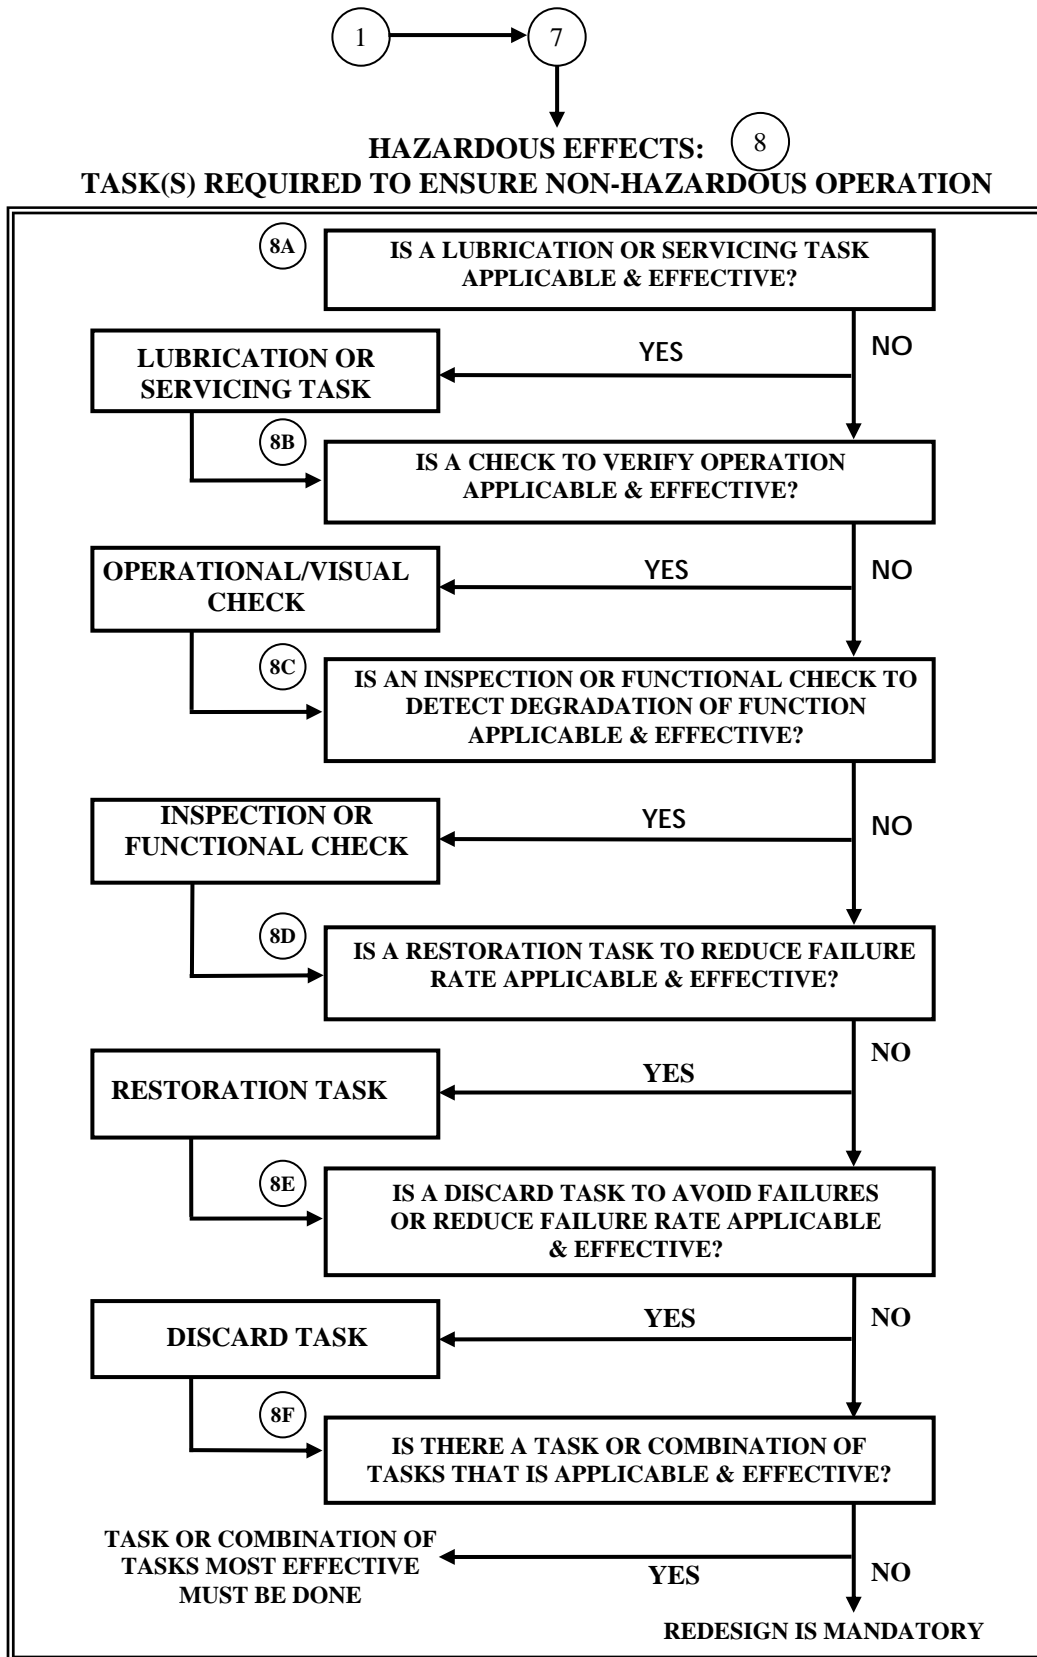 1
7
HAZARDOUS EFFECTS:
8
TASK(S) REQUIRED TO ENSURE NON-HAZARDOUS OPERATION
8A
IS A LUBRICATION OR SERVICING TASK
APPLICABLE & EFFECTIVE?
YES
NO
LUBRICATION OR
SERVICING TASK
8B
IS A CHECK TO VERIFY OPERATION
APPLICABLE & EFFECTIVE?
YES
NO
OPERATIONAL/VISUAL
CHECK
8C
IS AN INSPECTION OR FUNCTIONAL CHECK TO
DETECT DEGRADATION OF FUNCTION
APPLICABLE & EFFECTIVE?
YES
NO
INSPECTION OR
FUNCTIONAL CHECK
8D
IS A RESTORATION TASK TO REDUCE FAILURE
RATE APPLICABLE & EFFECTIVE?
NO
YES
RESTORATION TASK
8E
IS A DISCARD TASK TO AVOID FAILURES
OR REDUCE FAILURE RATE APPLICABLE
& EFFECTIVE?
YES
NO
DISCARD TASK
8F
IS THERE A TASK OR COMBINATION OF
TASKS THAT IS APPLICABLE & EFFECTIVE?
TASK OR COMBINATION OF
TASKS MOST EFFECTIVE
MUST BE DONE
YES
NO
REDESIGN IS MANDATORY